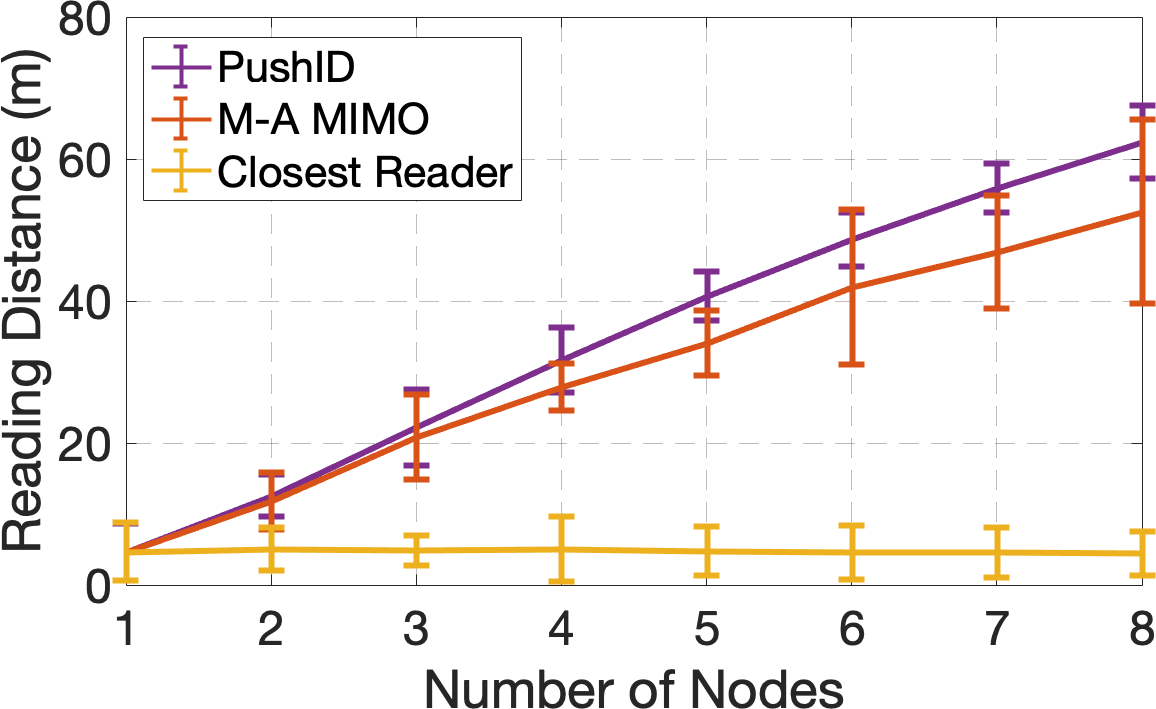 80
60
40
20
0
Reading Distance (m)
PushID
M-A MIMO
Closest Reader
1 2 3 4 5 6 7 8
Number of Nodes